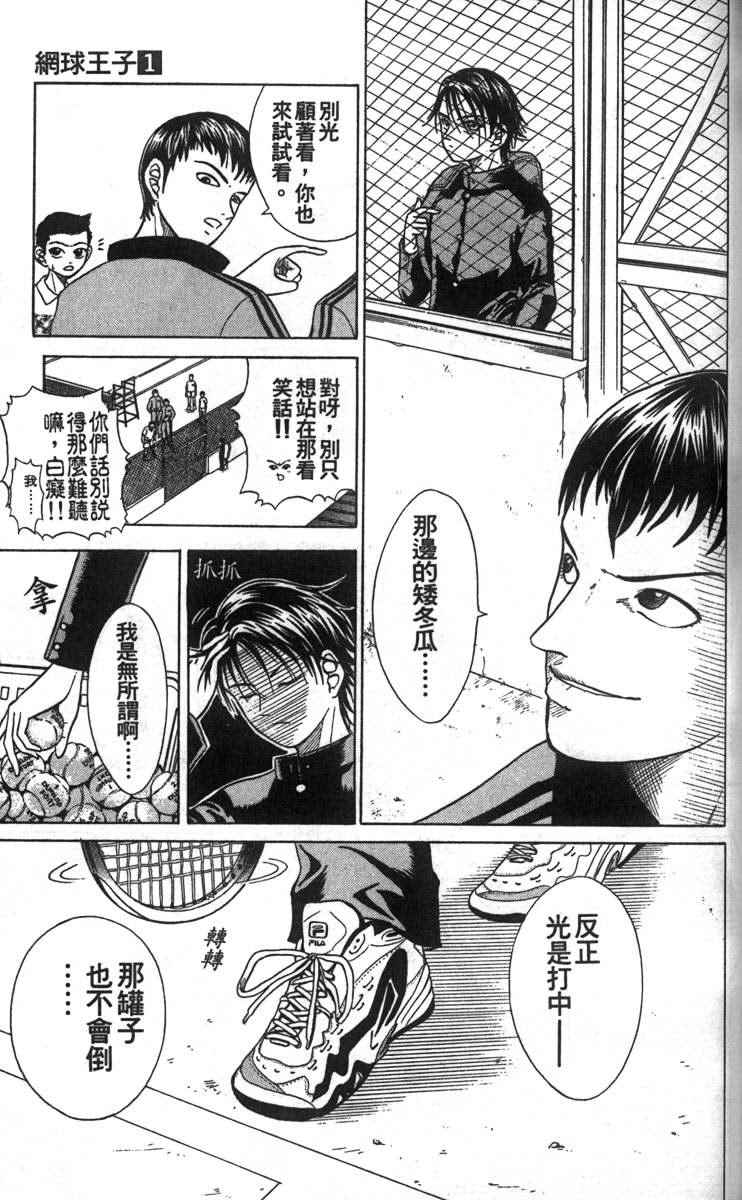 網球王子1
那邊的矮冬瓜……
別光
顧著看，你也
來試試看。
對呀，別只
想站在那看
笑話!!
你們話別說
得那麼難聽
嘛，白癡!!
我……
抓抓
我是無所謂啊……
拿
反正
光是打中——
轉轉
FILA
那罐子
也不會倒
……